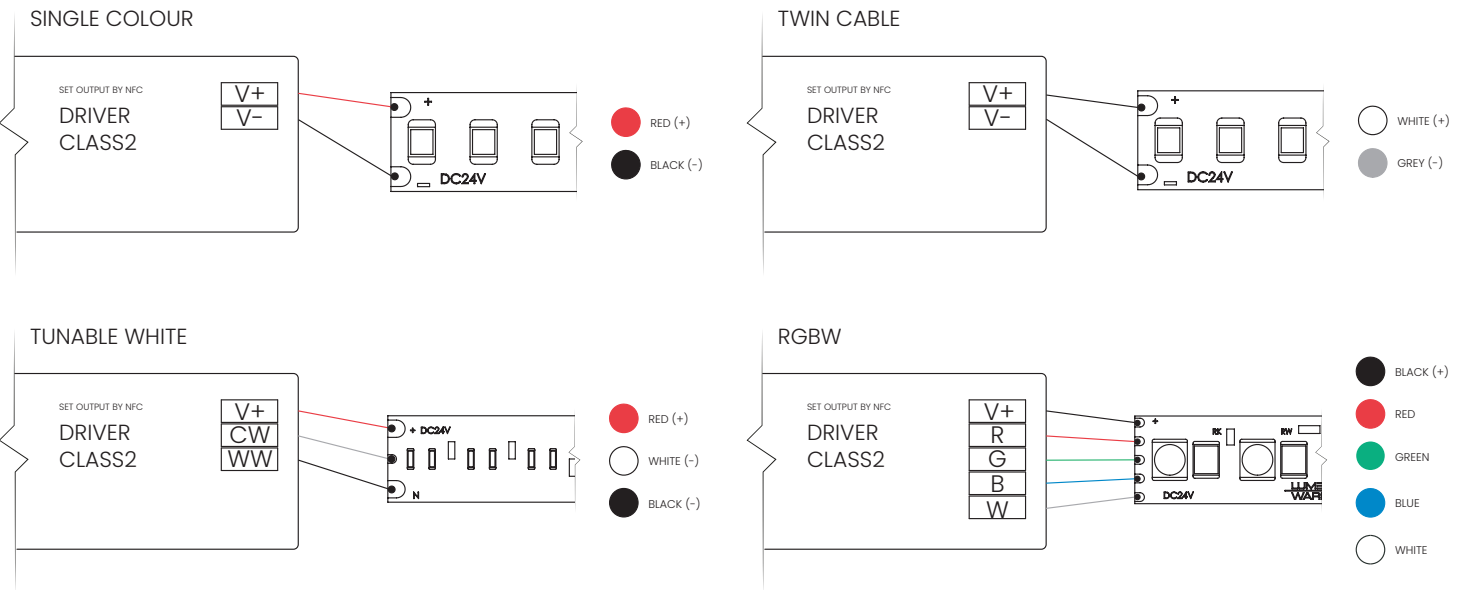 SINGLE COLOUR
SET OUTPUT BY NFC
DRIVER
CLASS2
V+
V-
+
DC24V
RED (+)
BLACK (-)
TWIN CABLE
SET OUTPUT BY NFC
DRIVER
CLASS2
V+
V-
+
DC24V
WHITE (+)
GREY (-)
TUNABLE WHITE
SET OUTPUT BY NFC
DRIVER
CLASS2
V+
CW
WW
+ DC24V
N
RED (+)
WHITE (-)
BLACK (-)
RGBW
SET OUTPUT BY NFC
DRIVER
CLASS2
V+
R
G
B
W
+
RK
RW
DC24V
BLACK (+)
RED
GREEN
BLUE
WHITE